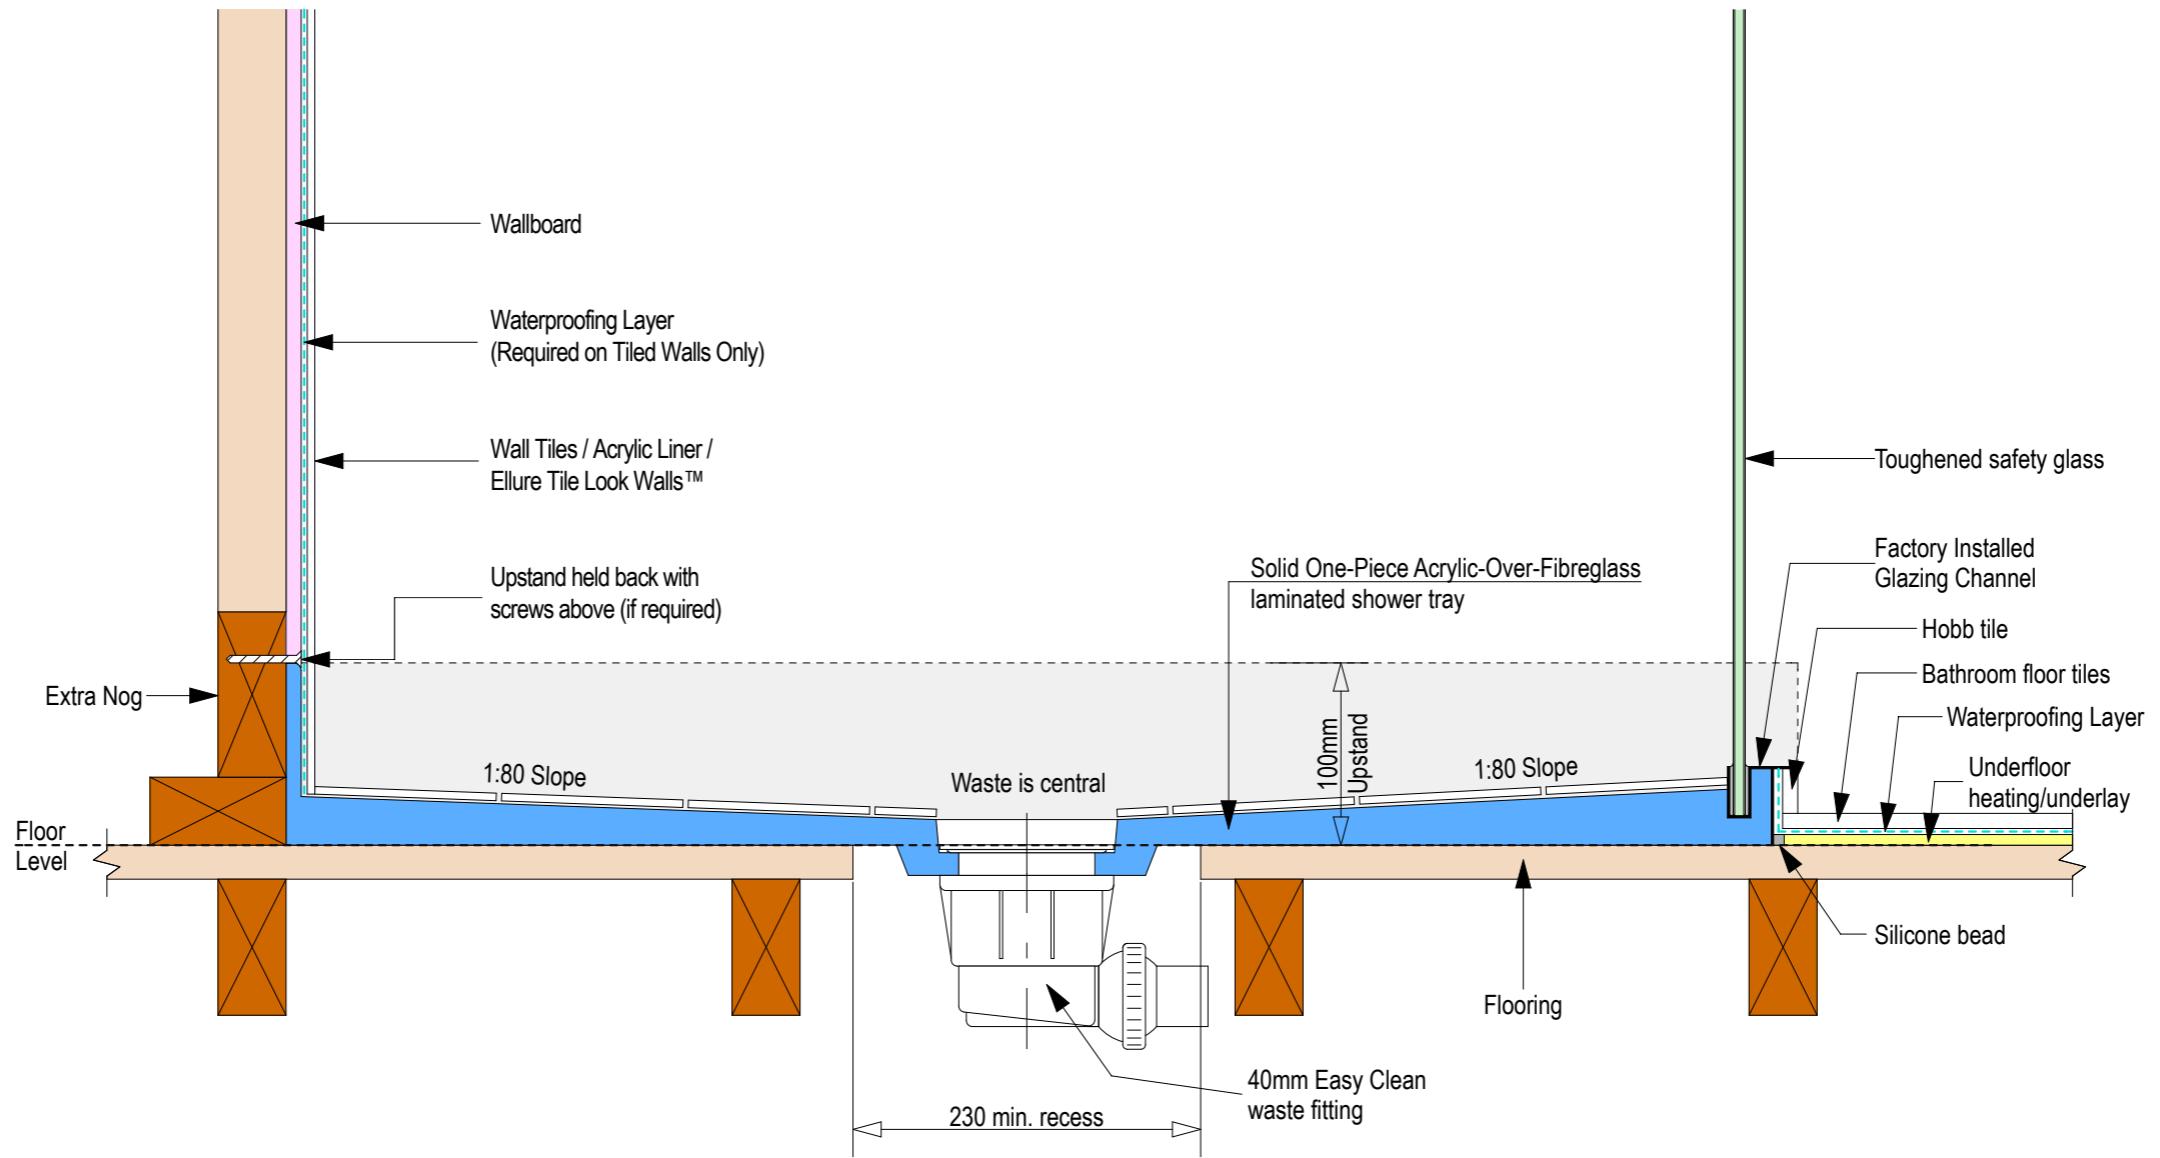 Wallboard
Waterproofing Layer
(Required on Tiled Walls Only)
Wall Tiles / Acrylic Liner /
Ellure Tile Look Walls™
Toughened safety glass
Factory Installed
Glazing Channel
Solid One-Piece Acrylic-Over-Fibreglass
laminated shower tray
Upstand held back with
screws above (if required)
Hobb tile
Bathroom floor tiles
Extra Nog
Waterproofing Layer
100mm
Upstand
1:80 Slope
Waste is central
1:80 Slope
Underfloor
heating/underlay
Floor
Level
Silicone bead
Flooring
40mm Easy Clean
waste fitting
230 min. recess